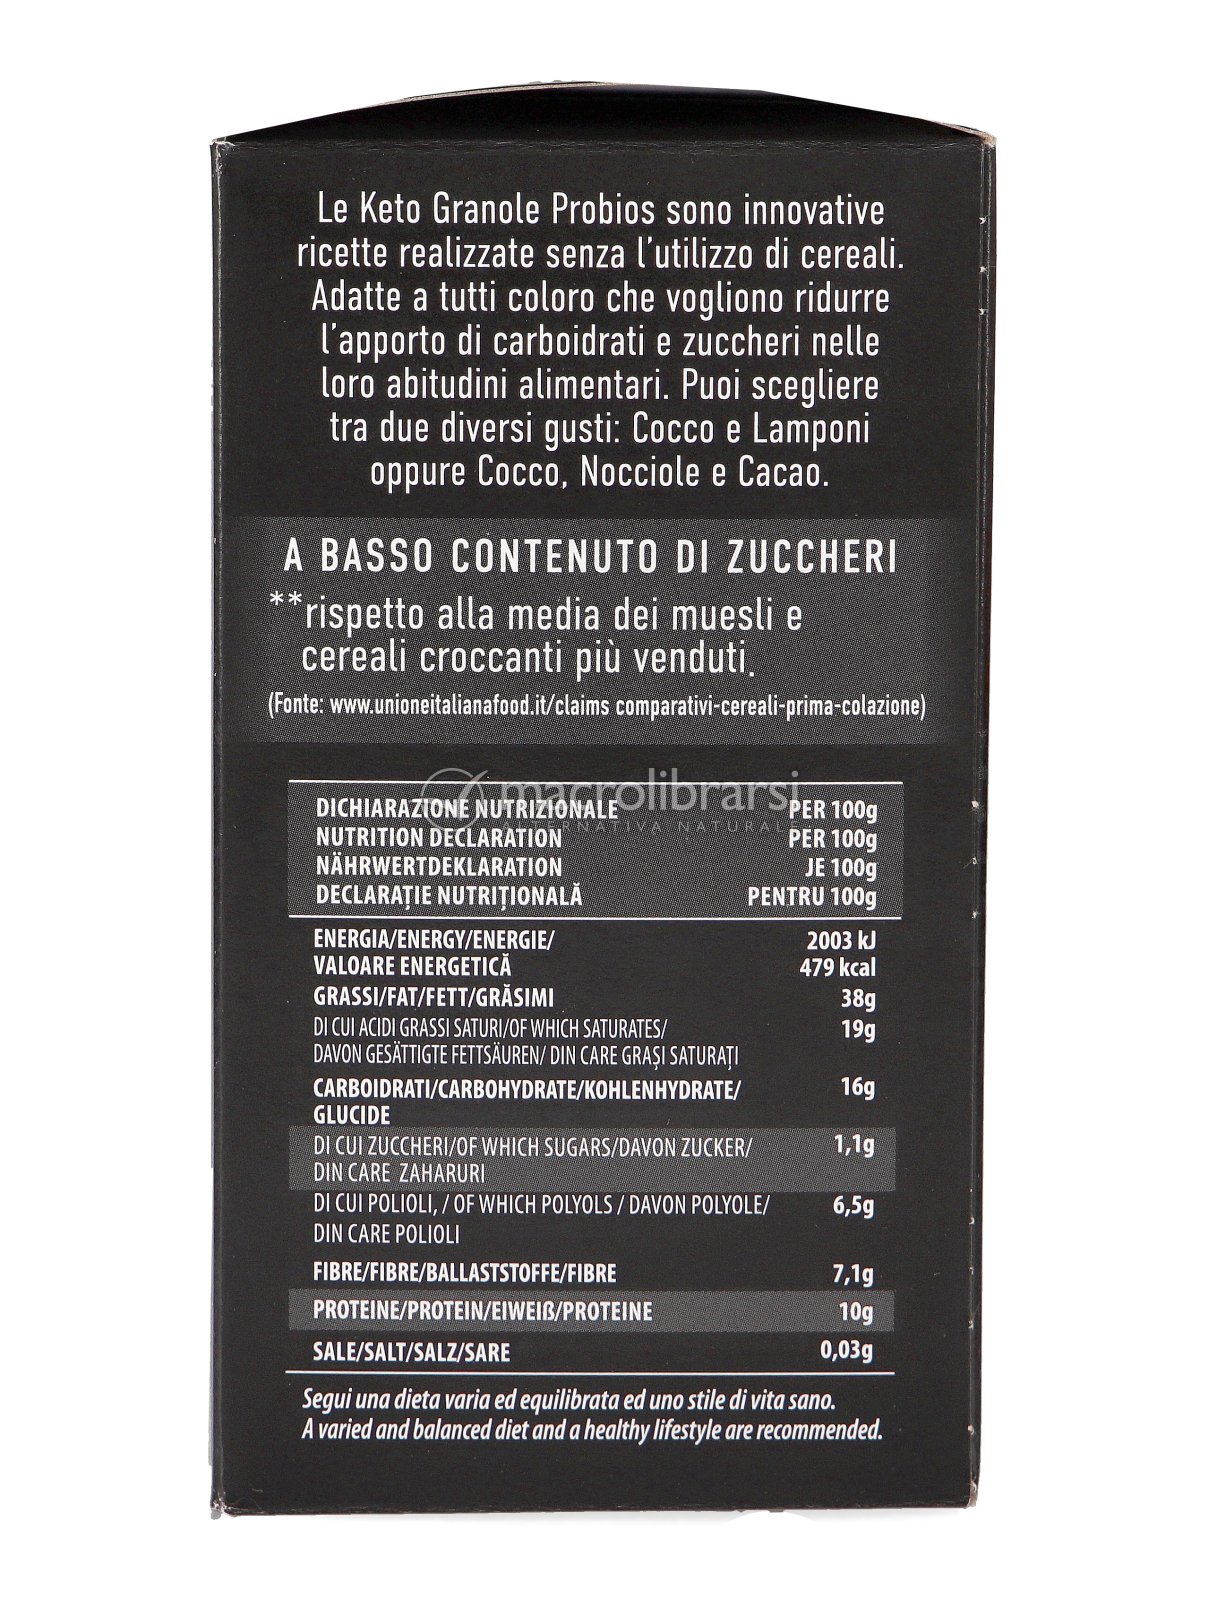 Le Keto Granole Probios sono innovative
ricette realizzate senza l'utilizzo di cereali.
Adatte a tutti coloro che vogliono ridurre
l'apporto di carboidrati e zuccheri nelle
loro abitudini alimentari. Puoi scegliere
tra due diversi gusti: Cocco e Lamponi
oppure Cocco, Nocciole e Cacao.
A BASSO CONTENUTO DI ZUCCHERI
**rispetto alla media dei muesli e
cereali croccanti più venduti.
(Fonte: www.unioneitalianafood.it/claims comparativi-cereali-prima-colazione)
macrolibrarsi
ALTERNATIVA NATURALE
DICHIARAZIONE NUTRIZIONALE PER 100g
NUTRITION DECLARATION PER 100g
NÄHRWERTDEKLARATION JE 100g
DECLARAȚIE NUTRIȚIONALĂ PENTRU 100g
ENERGIA/ENERGY/ENERGIE/ 2003 kJ
VALOARE ENERGETICĂ 479 kcal
GRASSI/FAT/FETT/GRĂSIMI 38g
DI CUI ACIDI GRASSI SATURI/OF WHICH SATURATES/ 19g
DAVON GESÄTTIGTE FETTSÄUREN/ DIN CARE GRAȘI SATURAȚI
CARBOIDRATI/CARBOHYDRATE/KOHLENHYDRATE/ 16g
GLUCIDE
DI CUI ZUCCHERI/OF WHICH SUGARS/DAVON ZUCKER/ 1,1g
DIN CARE ZAHARURI
DI CUI POLIOLI, / OF WHICH POLYOLS / DAVON POLYOLE/ 6,5g
DIN CARE POLIOLI
FIBRE/FIBRE/BALLASTSTOFFE/FIBRE 7,1g
PROTEINE/PROTEIN/EIWEIß/PROTEINE 10g
SALE/SALT/SALZ/SARE 0,03g
Segui una dieta varia ed equilibrata ed uno stile di vita sano.
A varied and balanced diet and a healthy lifestyle are recommended.